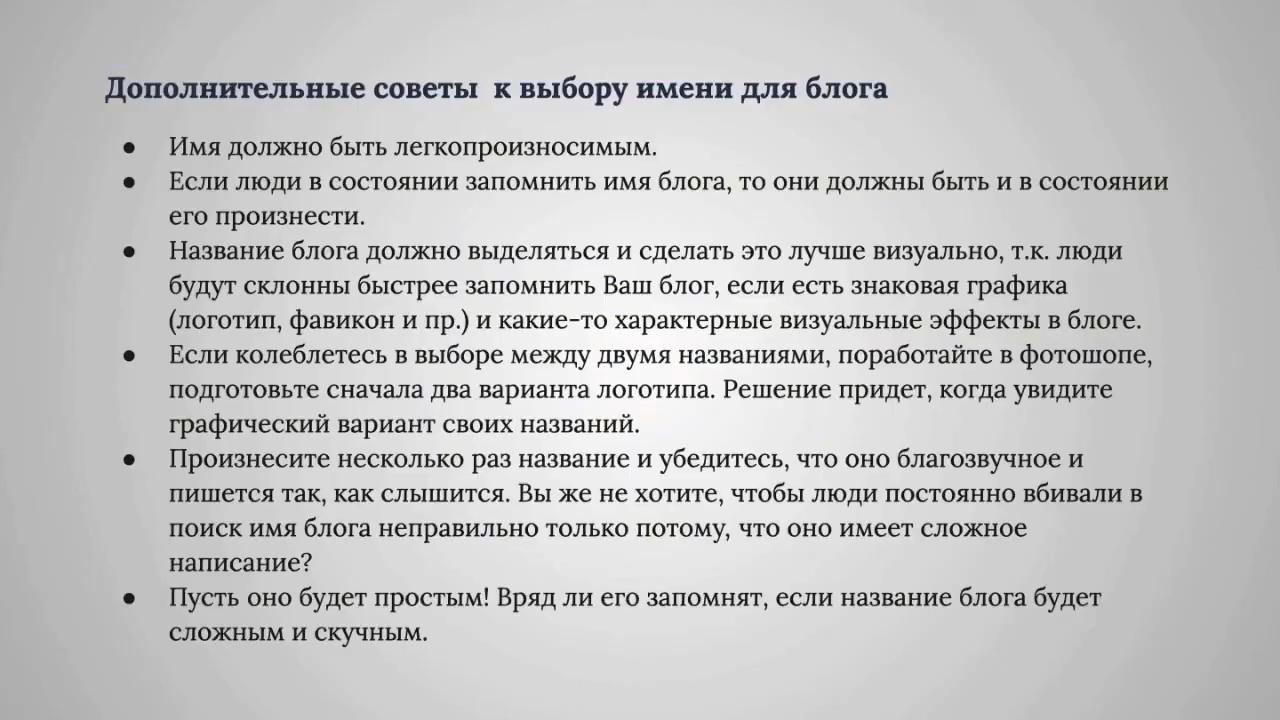 Дополнительные советы  к выбору имени для блога
● Имя должно быть легкопроизносимым.
● Если люди в состоянии запомнить имя блога, то они должны быть и в состоянии
его произнести.
● Название блога должно выделяться и сделать это лучше визуально, т.к. люди
будут склонны быстрее запомнить Ваш блог, если есть знаковая графика
(логотип, фавикон и пр.) и какие-то характерные визуальные эффекты в блоге.
● Если колеблетесь в выборе между двумя названиями, поработайте в фотошопе,
подготовьте сначала два варианта логотипа. Решение придет, когда увидите
графический вариант своих названий.
● Произнесите несколько раз название и убедитесь, что оно благозвучное и
пишется так, как слышится. Вы же не хотите, чтобы люди постоянно вбивали в
поиск имя блога неправильно только потому, что оно имеет сложное
написание?
● Пусть оно будет простым! Вряд ли его запомнят, если название блога будет
сложным и скучным.